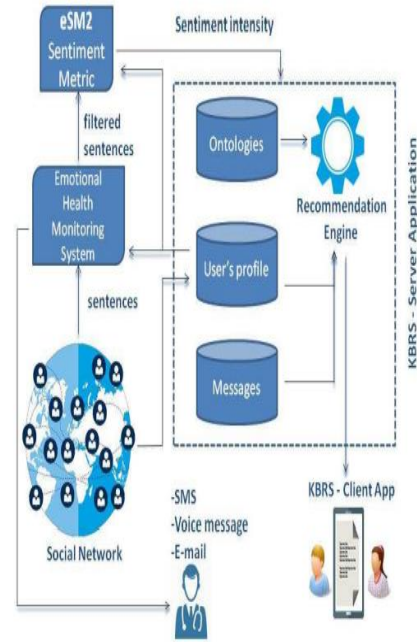 eSM2
Sentiment
Metric
Sentiment intensity
filtered
sentences
Ontologies
Recommendation
Engine
Emotional
Health
Monitoring
System
User's profile
sentences
Messages
KBRS - Server Application
Social Network
-SMS
-Voice message
-E-mail
KBRS - Client App